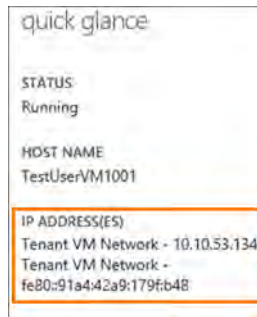 quick glance
STATUS
Running
HOST NAME
TestUserVM1001
IP ADDRESS(ES)
Tenant VM Network - 10.10.53.134
Tenant VM Network -
fe80::91a4:42a9:179f:b48